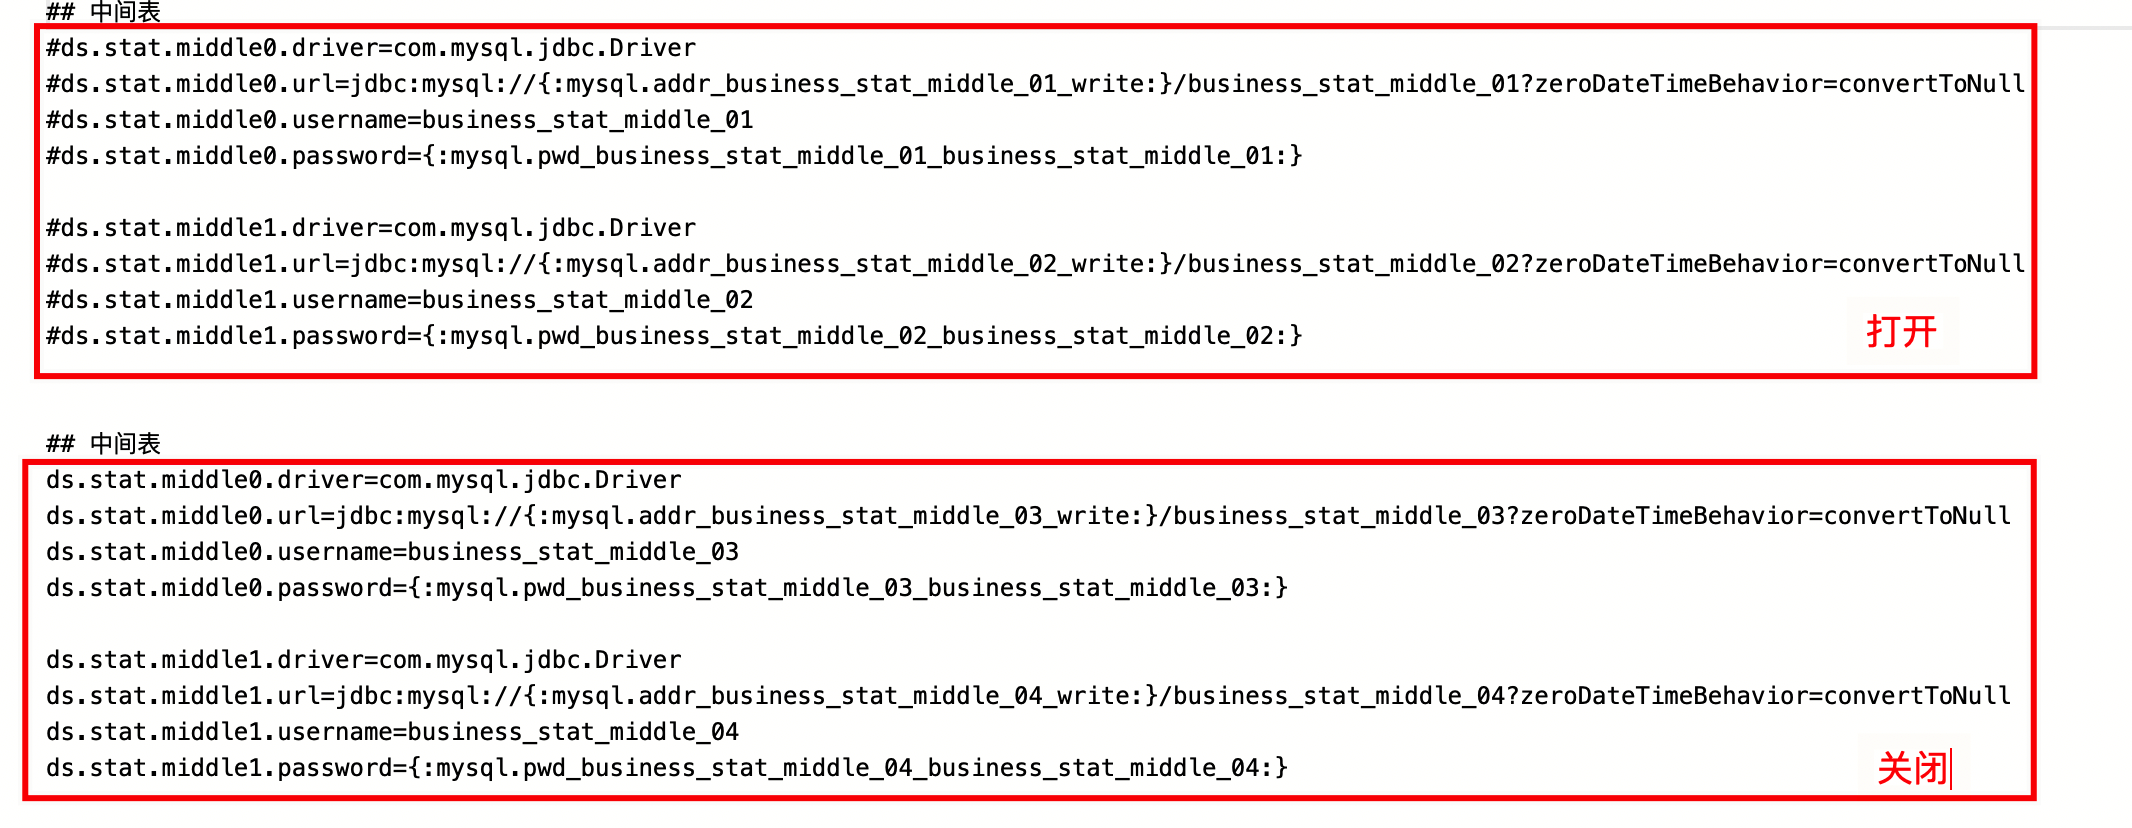 ## 中间表
#ds.stat.middle0.driver=com.mysql.jdbc.Driver
#ds.stat.middle0.url=jdbc:mysql://{:mysql.addr_business_stat_middle_01_write:}/business_stat_middle_01?zeroDateTimeBehavior=convertToNull
#ds.stat.middle0.username=business_stat_middle_01
#ds.stat.middle0.password={:mysql.pwd_business_stat_middle_01_business_stat_middle_01:}
#ds.stat.middle1.driver=com.mysql.jdbc.Driver
#ds.stat.middle1.url=jdbc:mysql://{:mysql.addr_business_stat_middle_02_write:}/business_stat_middle_02?zeroDateTimeBehavior=convertToNull
#ds.stat.middle1.username=business_stat_middle_02
#ds.stat.middle1.password={:mysql.pwd_business_stat_middle_02_business_stat_middle_02:}
打开
## 中间表
ds.stat.middle0.driver=com.mysql.jdbc.Driver
ds.stat.middle0.url=jdbc:mysql://{:mysql.addr_business_stat_middle_03_write:}/business_stat_middle_03?zeroDateTimeBehavior=convertToNull
ds.stat.middle0.username=business_stat_middle_03
ds.stat.middle0.password={:mysql.pwd_business_stat_middle_03_business_stat_middle_03:}
ds.stat.middle1.driver=com.mysql.jdbc.Driver
ds.stat.middle1.url=jdbc:mysql://{:mysql.addr_business_stat_middle_04_write:}/business_stat_middle_04?zeroDateTimeBehavior=convertToNull
ds.stat.middle1.username=business_stat_middle_04
ds.stat.middle1.password={:mysql.pwd_business_stat_middle_04_business_stat_middle_04:}
关闭